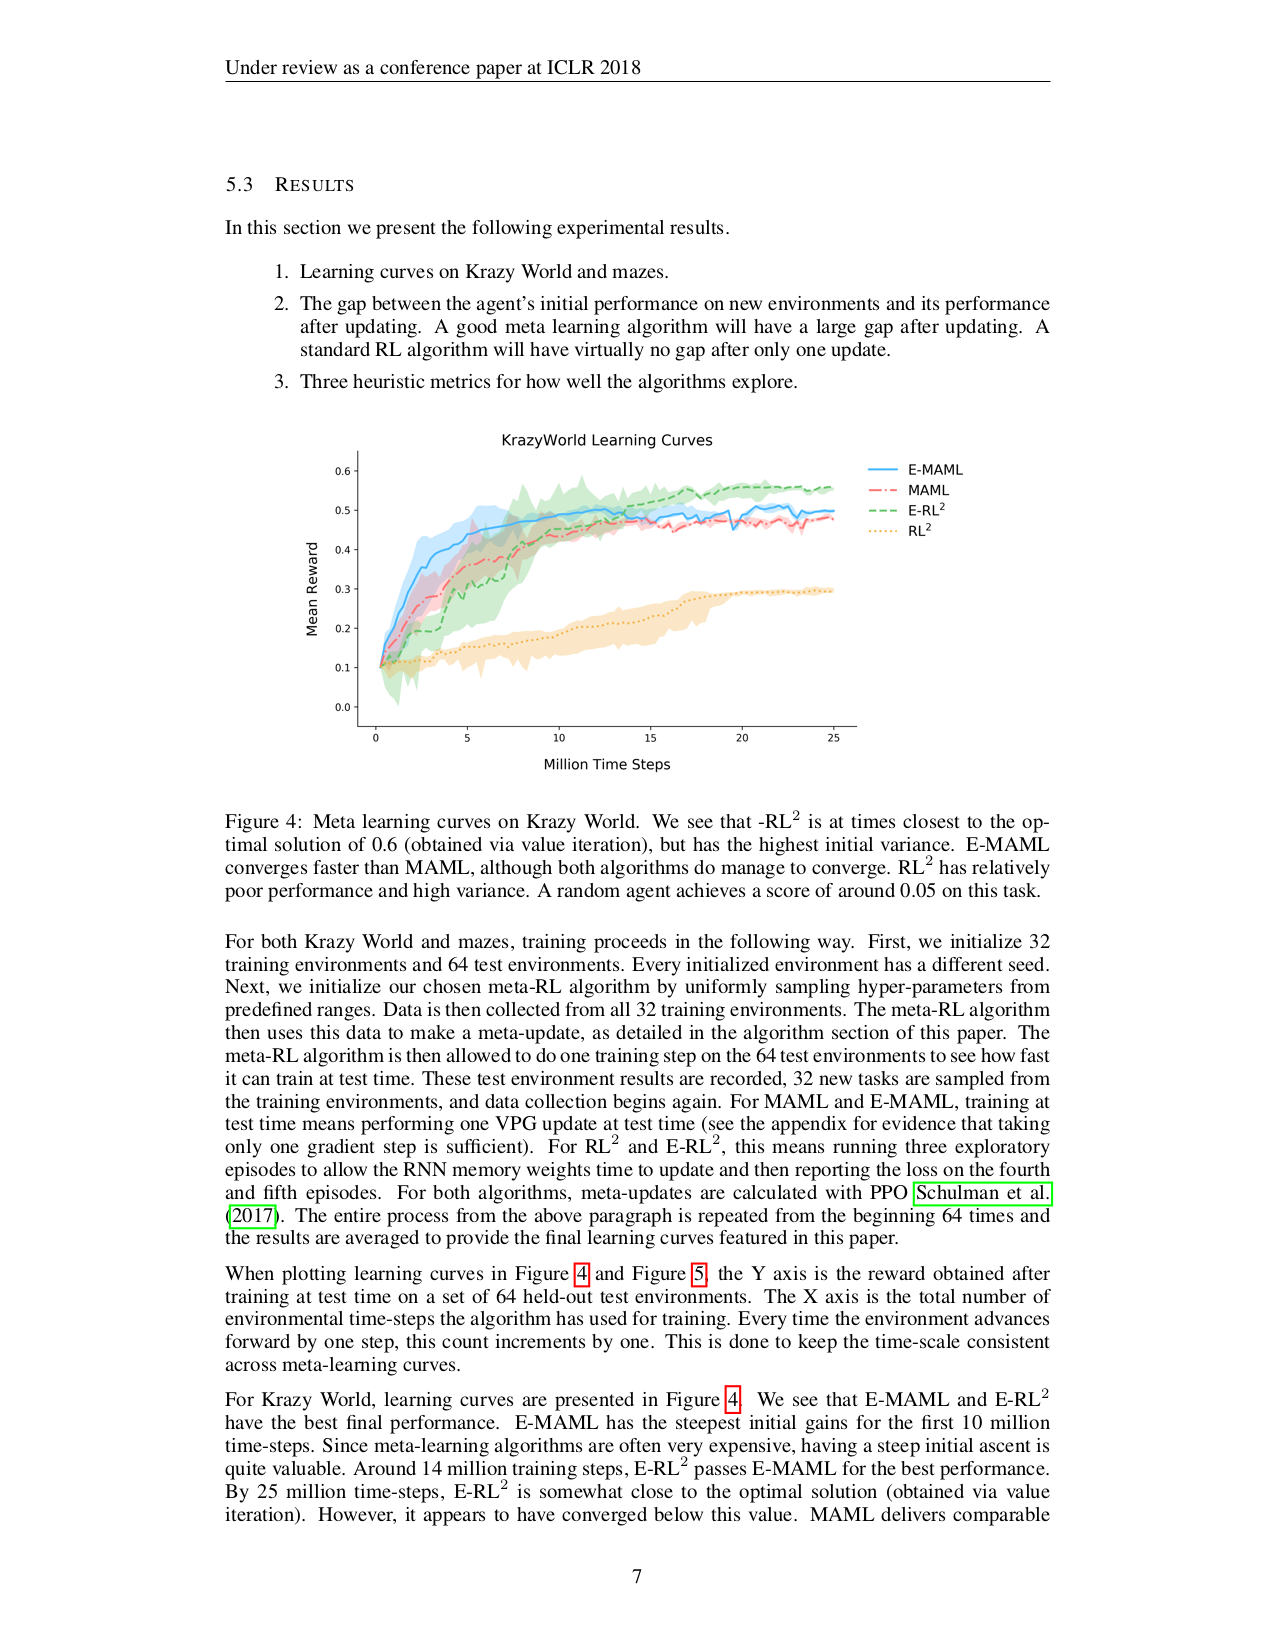 Under review as a conference paper at ICLR 2018
5.3 RESULTS
In this section we present the following experimental results.
1. Learning curves on Krazy World and mazes.
2. The gap between the agent's initial performance on new environments and its performance
after updating. A good meta learning algorithm will have a large gap after updating. A
standard RL algorithm will have virtually no gap after only one update.
3. Three heuristic metrics for how well the algorithms explore.
KrazyWorld Learning Curves
0.6
0.5
0.4
0.3
0.2
0.1
0.0
Mean Reward
0 5 10 15 20 25
Million Time Steps
E-MAML
MAML
E-RL²
RL²
Figure 4: Meta learning curves on Krazy World. We see that -RL² is at times closest to the op-
timal solution of 0.6 (obtained via value iteration), but has the highest initial variance. E-MAML
converges faster than MAML, although both algorithms do manage to converge. RL² has relatively
poor performance and high variance. A random agent achieves a score of around 0.05 on this task.
For both Krazy World and mazes, training proceeds in the following way. First, we initialize 32
training environments and 64 test environments. Every initialized environment has a different seed.
Next, we initialize our chosen meta-RL algorithm by uniformly sampling hyper-parameters from
predefined ranges. Data is then collected from all 32 training environments. The meta-RL algorithm
then uses this data to make a meta-update, as detailed in the algorithm section of this paper. The
meta-RL algorithm is then allowed to do one training step on the 64 test environments to see how fast
it can train at test time. These test environment results are recorded, 32 new tasks are sampled from
the training environments, and data collection begins again. For MAML and E-MAML, training at
test time means performing one VPG update at test time (see the appendix for evidence that taking
only one gradient step is sufficient). For RL² and E-RL², this means running three exploratory
episodes to allow the RNN memory weights time to update and then reporting the loss on the fourth
and fifth episodes. For both algorithms, meta-updates are calculated with PPO Schulman et al.
(2017). The entire process from the above paragraph is repeated from the beginning 64 times and
the results are averaged to provide the final learning curves featured in this paper.
When plotting learning curves in Figure 4 and Figure 5, the Y axis is the reward obtained after
training at test time on a set of 64 held-out test environments. The X axis is the total number of
environmental time-steps the algorithm has used for training. Every time the environment advances
forward by one step, this count increments by one. This is done to keep the time-scale consistent
across meta-learning curves.
For Krazy World, learning curves are presented in Figure 4. We see that E-MAML and E-RL²
have the best final performance. E-MAML has the steepest initial gains for the first 10 million
time-steps. Since meta-learning algorithms are often very expensive, having a steep initial ascent is
quite valuable. Around 14 million training steps, E-RL² passes E-MAML for the best performance.
By 25 million time-steps, E-RL² is somewhat close to the optimal solution (obtained via value
iteration). However, it appears to have converged below this value. MAML delivers comparable
7